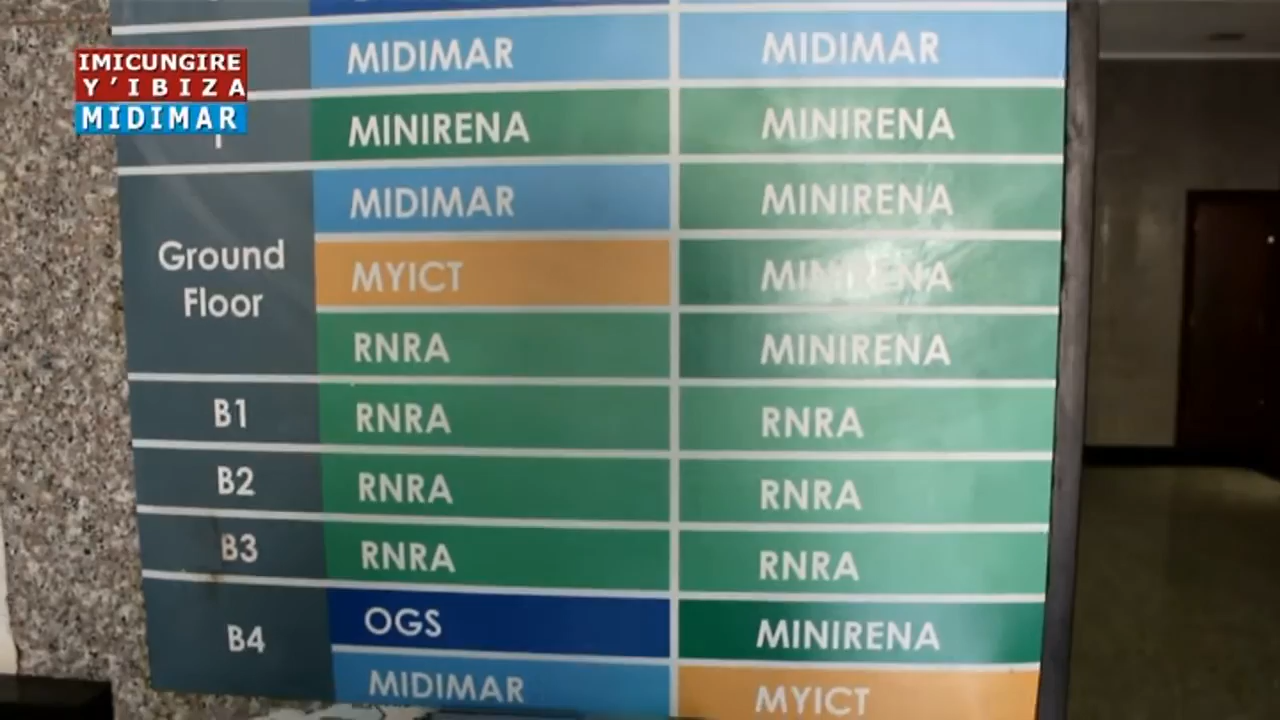 IMICUNGIRE
Y'IBIZA
MIDIMAR
MIDIMAR MIDIMAR
MINIRENA MINIRENA
Ground
Floor
MIDIMAR MINIRENA
MYICT MINIRENA
RNRA MINIRENA
B1 RNRA RNRA
B2 RNRA RNRA
B3 RNRA RNRA
B4
OGS MINIRENA
MIDIMAR MYICT